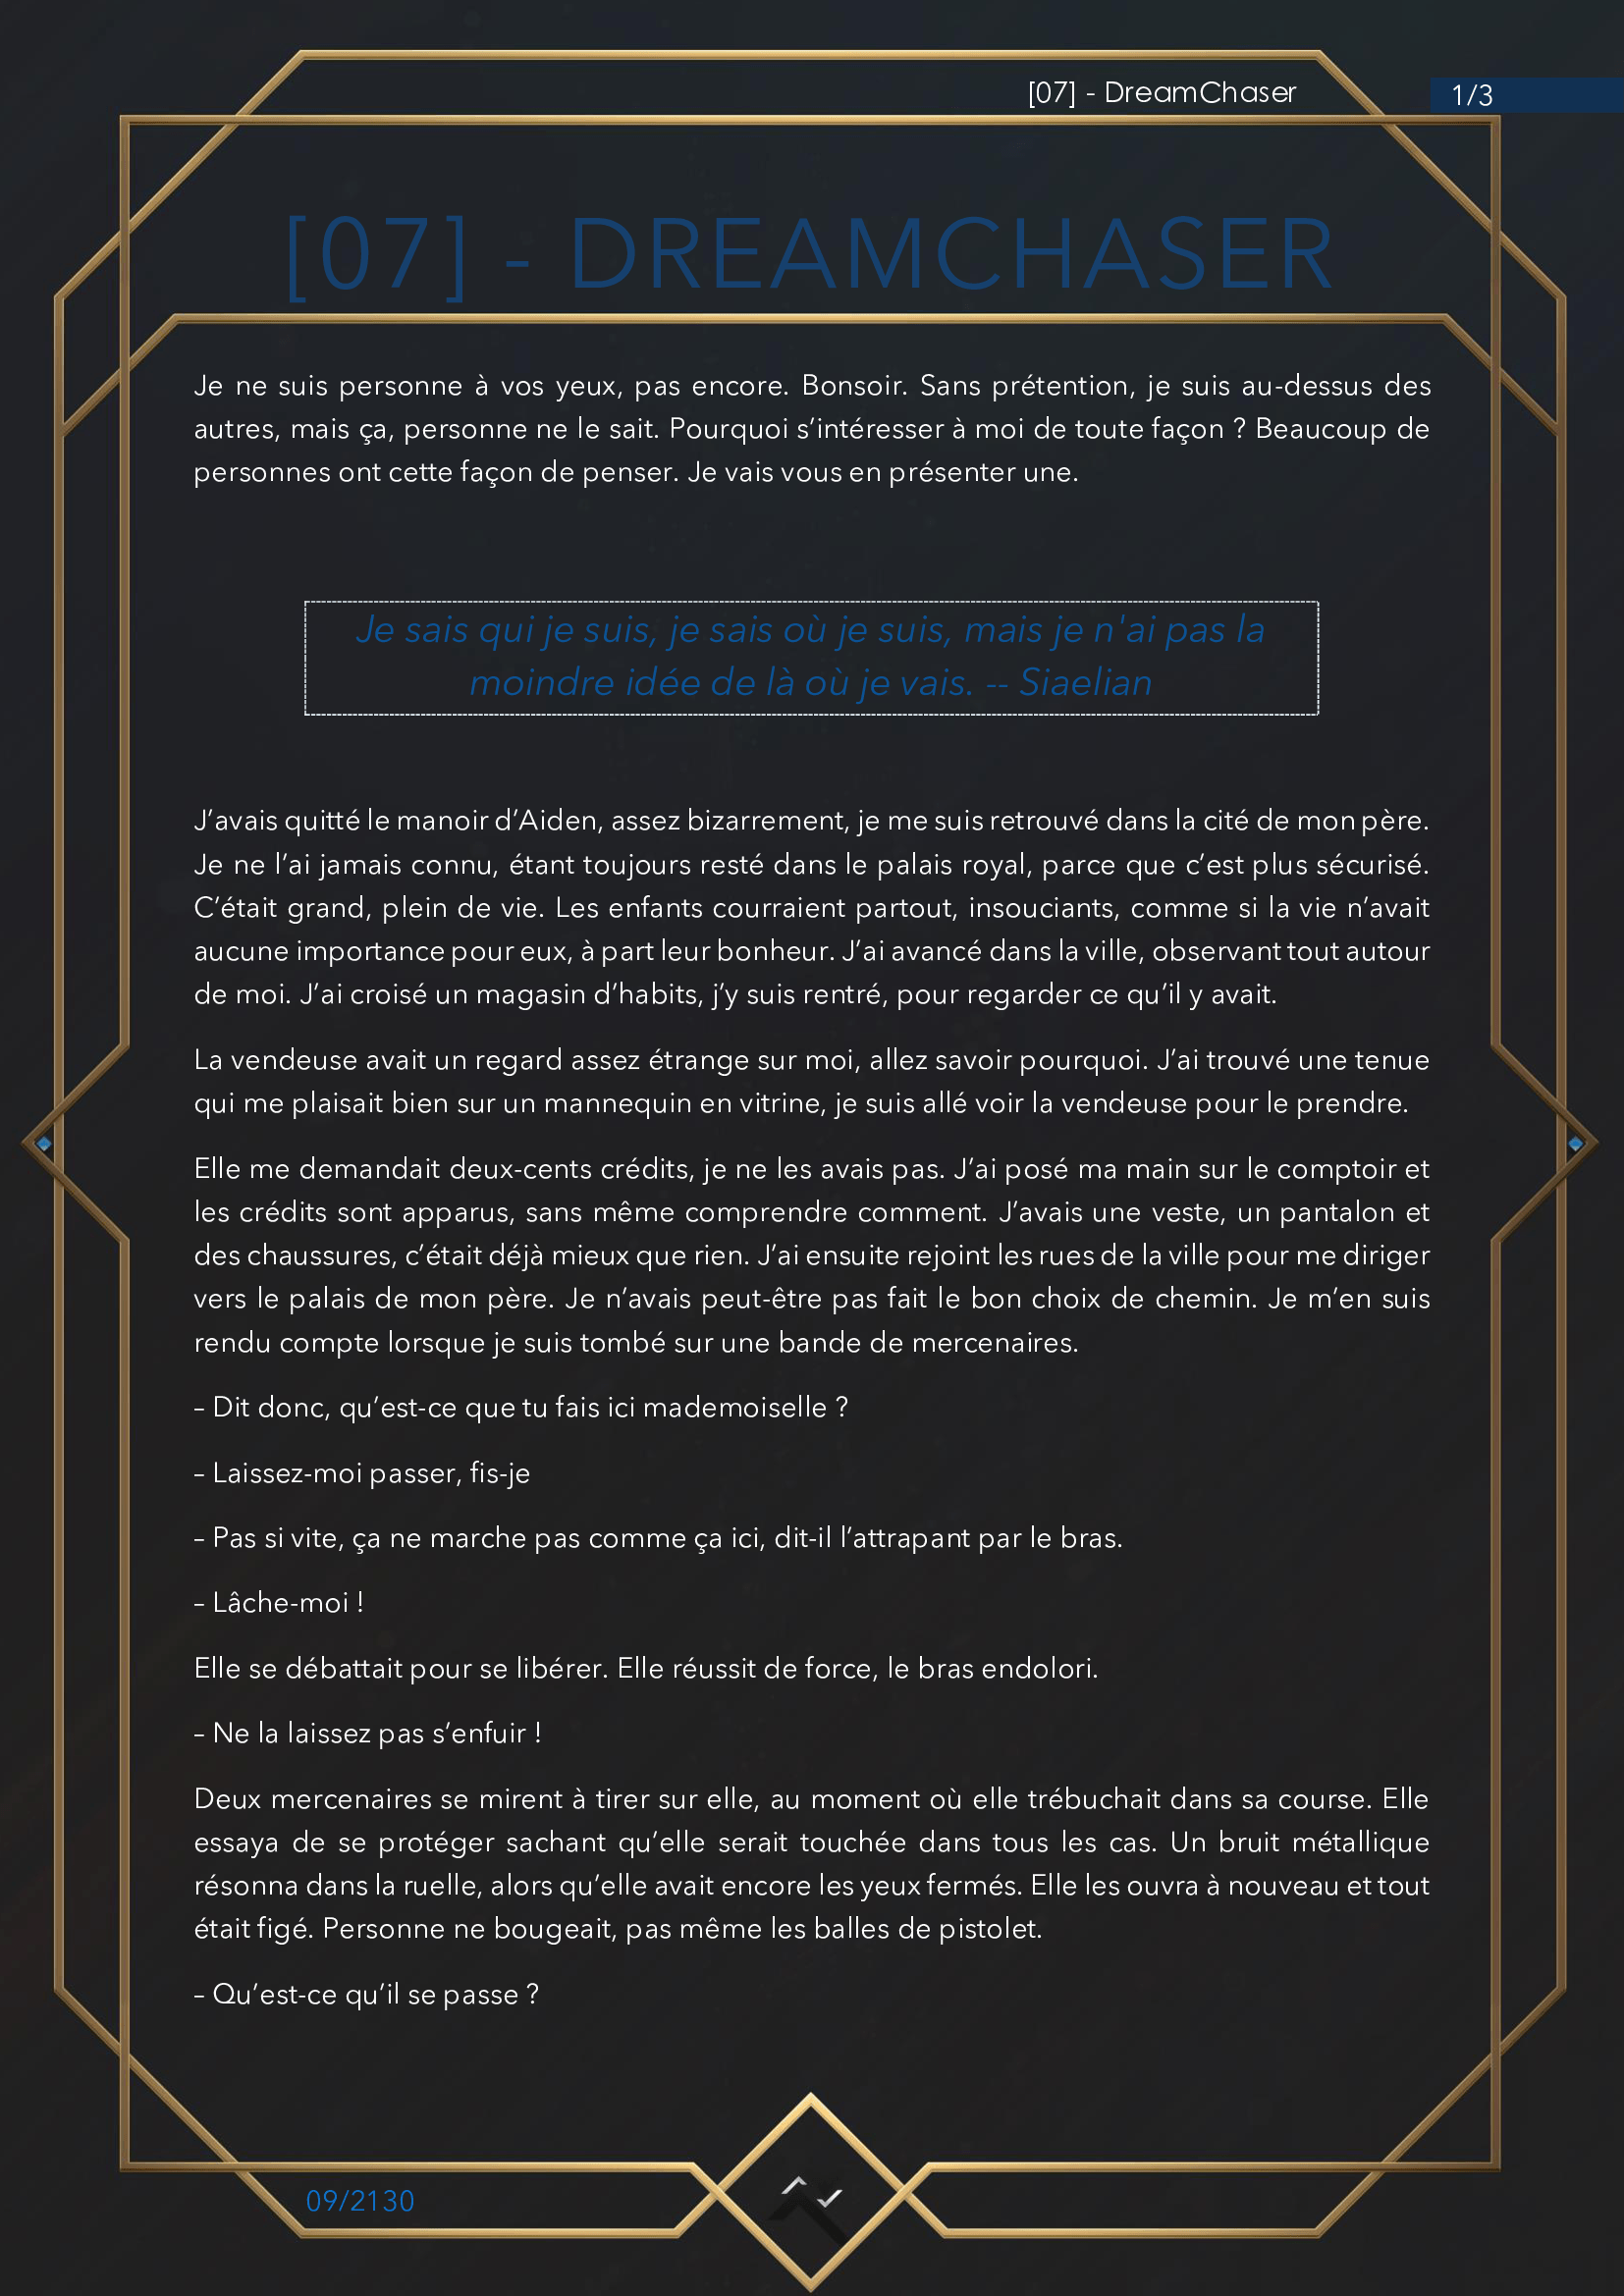 [07] - DreamChaser
1/3
[07] - DREAMCHASER
Je ne suis personne à vos yeux, pas encore. Bonsoir. Sans prétention, je suis au-dessus des
autres, mais ça, personne ne le sait. Pourquoi s’intéresser à moi de toute façon ? Beaucoup de
personnes ont cette façon de penser. Je vais vous en présenter une.
Je sais qui je suis, je sais où je suis, mais je n'ai pas la
moindre idée de là où je vais. -- Siaelian
J’avais quitté le manoir d’Aiden, assez bizarrement, je me suis retrouvé dans la cité de mon père.
Je ne l’ai jamais connu, étant toujours resté dans le palais royal, parce que c’est plus sécurisé.
C’était grand, plein de vie. Les enfants courraient partout, insouciants, comme si la vie n’avait
aucune importance pour eux, à part leur bonheur. J’ai avancé dans la ville, observant tout autour
de moi. J’ai croisé un magasin d’habits, j’y suis rentré, pour regarder ce qu’il y avait.
La vendeuse avait un regard assez étrange sur moi, allez savoir pourquoi. J’ai trouvé une tenue
qui me plaisait bien sur un mannequin en vitrine, je suis allé voir la vendeuse pour le prendre.
Elle me demandait deux-cents crédits, je ne les avais pas. J’ai posé ma main sur le comptoir et
les crédits sont apparus, sans même comprendre comment. J’avais une veste, un pantalon et
des chaussures, c’était déjà mieux que rien. J’ai ensuite rejoint les rues de la ville pour me diriger
vers le palais de mon père. Je n’avais peut-être pas fait le bon choix de chemin. Je m’en suis
rendu compte lorsque je suis tombé sur une bande de mercenaires.
– Dit donc, qu’est-ce que tu fais ici mademoiselle ?
– Laissez-moi passer, fis-je
– Pas si vite, ça ne marche pas comme ça ici, dit-il l’attrapant par le bras.
– Lâche-moi !
Elle se débattait pour se libérer. Elle réussit de force, le bras endolori.
– Ne la laissez pas s’enfuir !
Deux mercenaires se mirent à tirer sur elle, au moment où elle trébuchait dans sa course. Elle
essaya de se protéger sachant qu’elle serait touchée dans tous les cas. Un bruit métallique
résonna dans la ruelle, alors qu’elle avait encore les yeux fermés. Elle les ouvra à nouveau et tout
était figé. Personne ne bougeait, pas même les balles de pistolet.
– Qu’est-ce qu’il se passe ?
09/2130